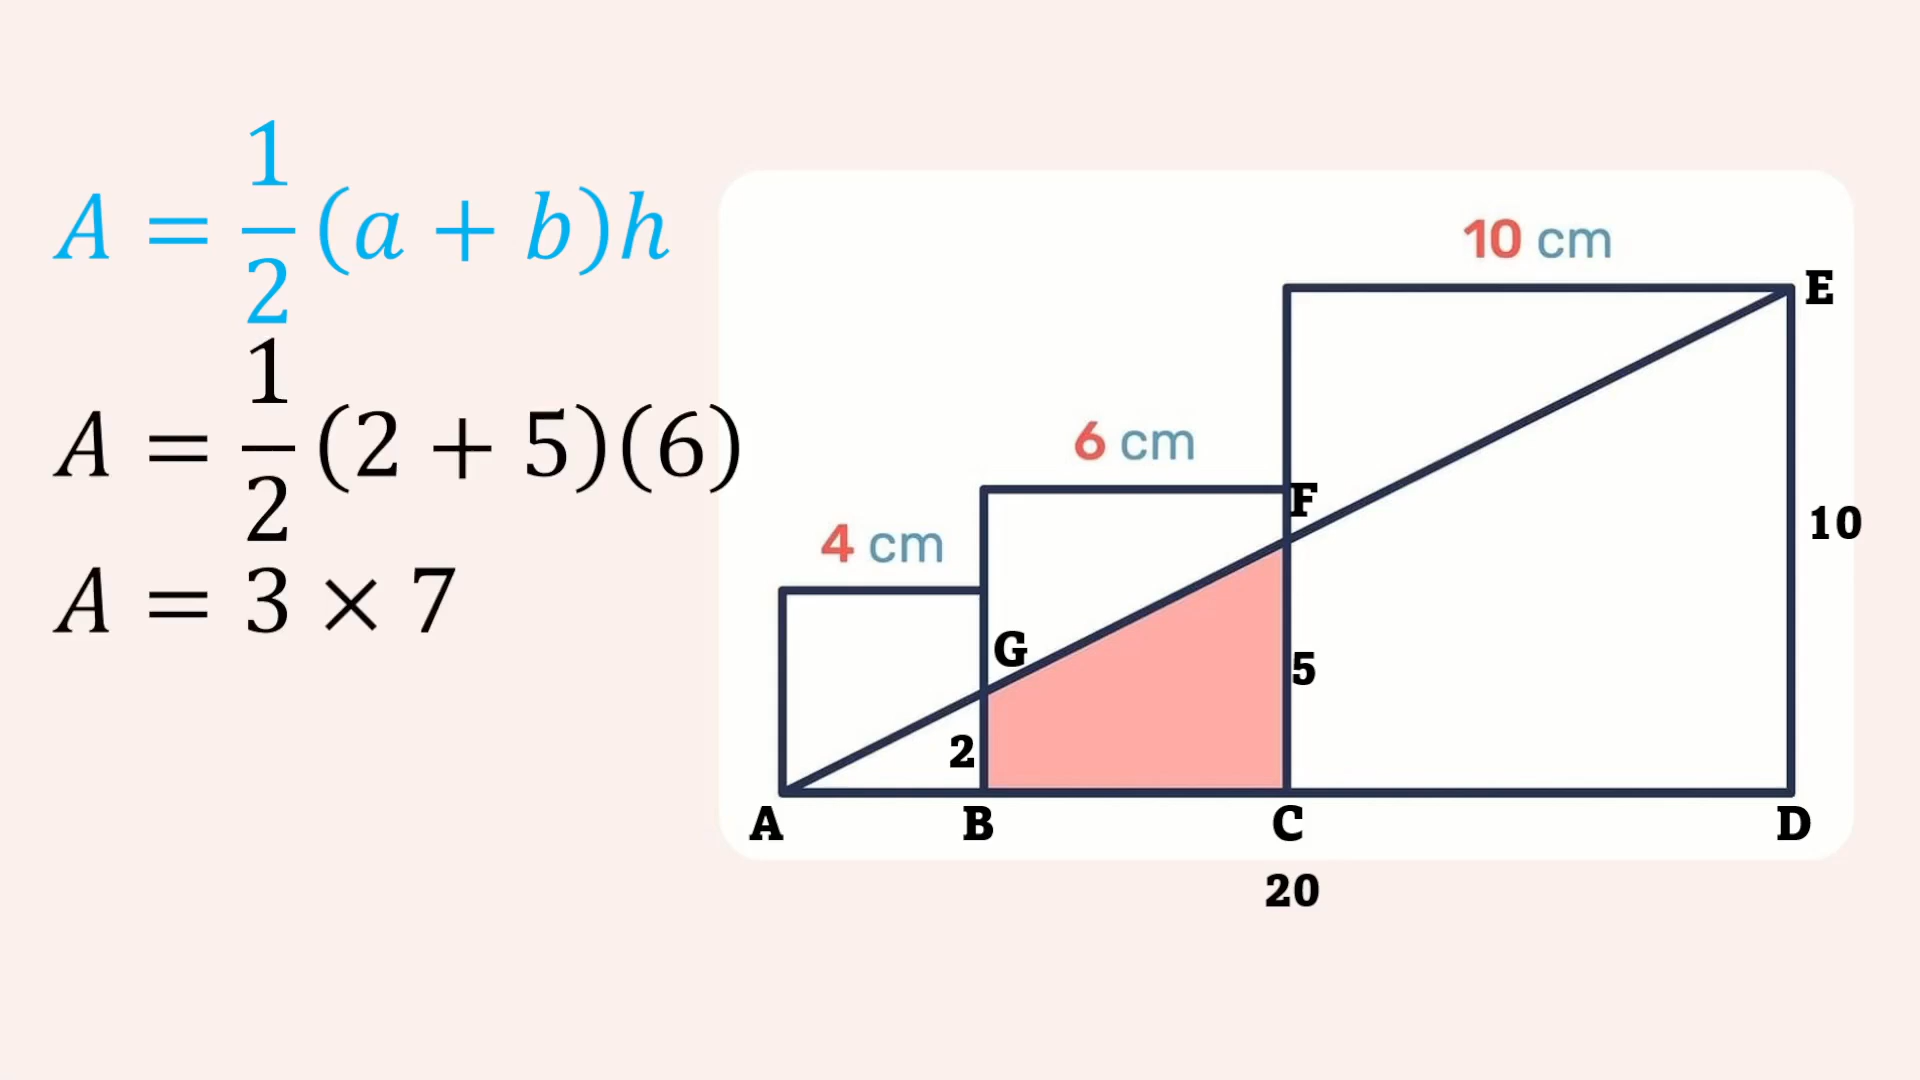 A = 1/2 (a + b)h
A = 1/2 (2 + 5)(6)
A = 3 × 7
10 cm
E
6 cm
F
10
4 cm
G
5
2
A B C D
20